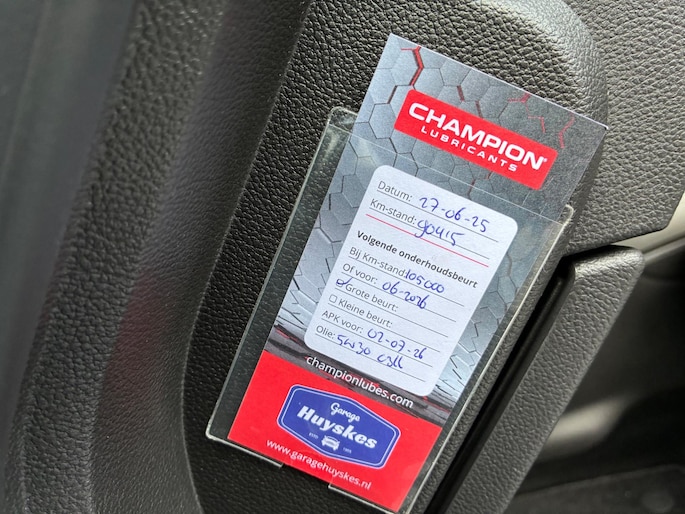 CHAMPION
LUBRICANTS
Datum: 27-06-25
Km-stand: 90415
Volgende onderhoudsbeurt
Bij Km-stand 105000
Of voor: 06-2026
Grote beurt:
Kleine beurt:
APK voor: 02-07-26
Olie: 5w30
championlubes.com
Garage
Huyskes
www.garagehuyskes.nl